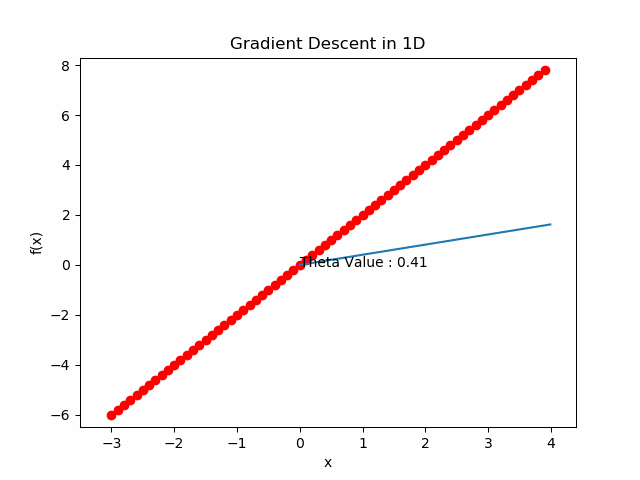 Gradient Descent in 1D
8
6
4
2
0
−2
−4
−6
f(x)
Theta Value : 0.41
−3 −2 −1 0 1 2 3 4
x